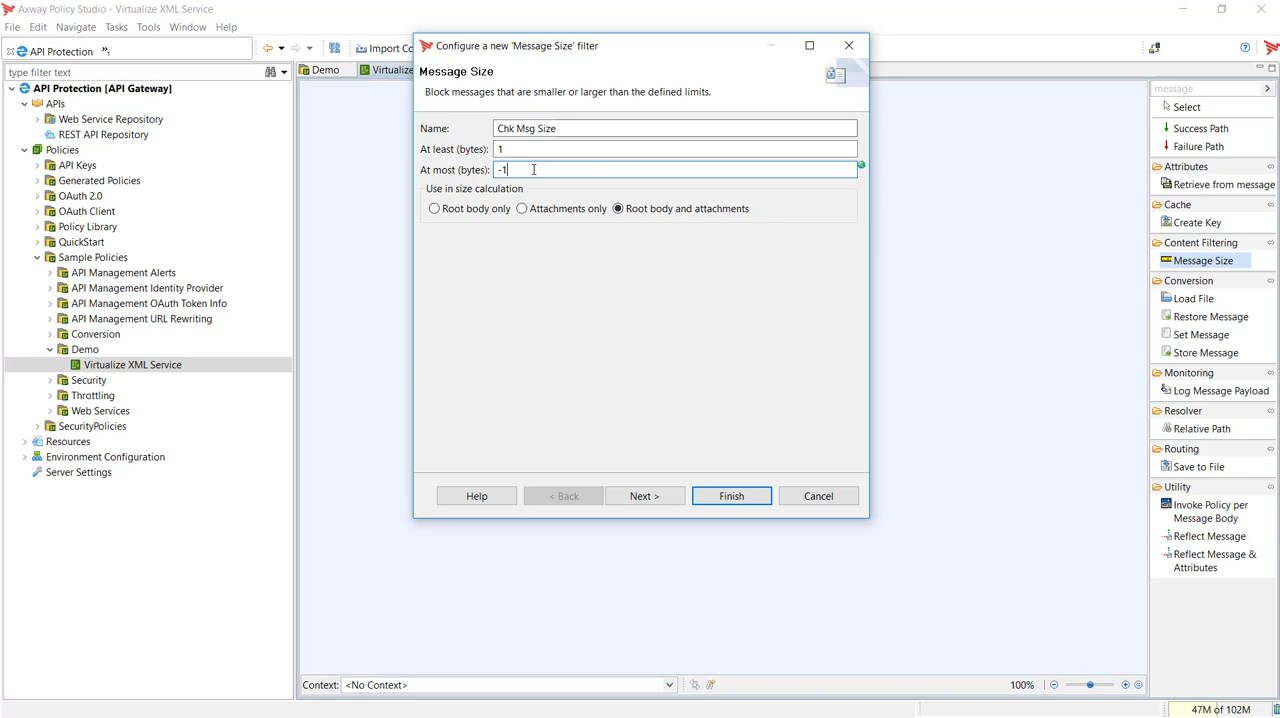 Axway Policy Studio - Virtualize XML Service
File Edit Navigate Tasks Tools Window Help
API Protection
Import Co
type filter text
API Protection [API Gateway]
APIs
Web Service Repository
REST API Repository
Policies
API Keys
Generated Policies
OAuth 2.0
OAuth Client
Policy Library
QuickStart
Sample Policies
API Management Alerts
API Management Identity Provider
API Management OAuth Token Info
API Management URL Rewriting
Conversion
Demo
Virtualize XML Service
Security
Throttling
Web Services
SecurityPolicies
Resources
Environment Configuration
Server Settings
Demo
Virtualize
Configure a new 'Message Size' filter
Message Size
Block messages that are smaller or larger than the defined limits.
Name: Chk Msg Size
At least (bytes): 1
At most (bytes): -1
Use in size calculation
Root body only Attachments only Root body and attachments
Help < Back Next > Finish Cancel
Context: <No Context>
100%
message
Select
Success Path
Failure Path
Attributes
Retrieve from message
Cache
Create Key
Content Filtering
Message Size
Conversion
Load File
Restore Message
Set Message
Store Message
Monitoring
Log Message Payload
Resolver
Relative Path
Routing
Save to File
Utility
Invoke Policy per
Message Body
Reflect Message
Reflect Message &
Attributes
47M of 102M